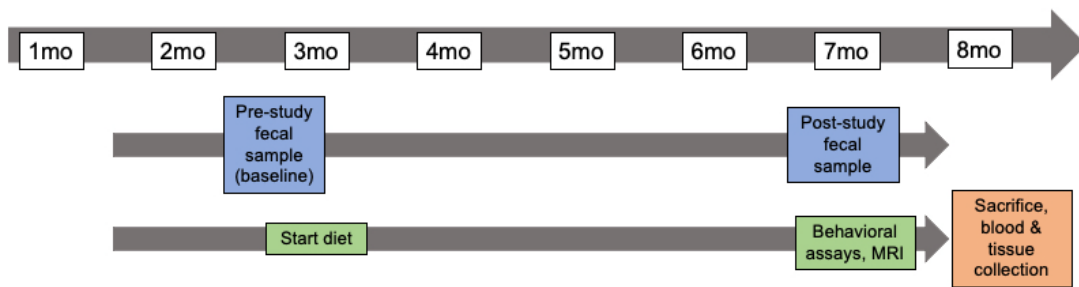 1mo
2mo
3mo
4mo
5mo
6mo
7mo
8mo
Pre-study
fecal
sample
(baseline)
Post-study
fecal
sample
Start diet
Behavioral
assays, MRI
Sacrifice,
blood &
tissue
collection